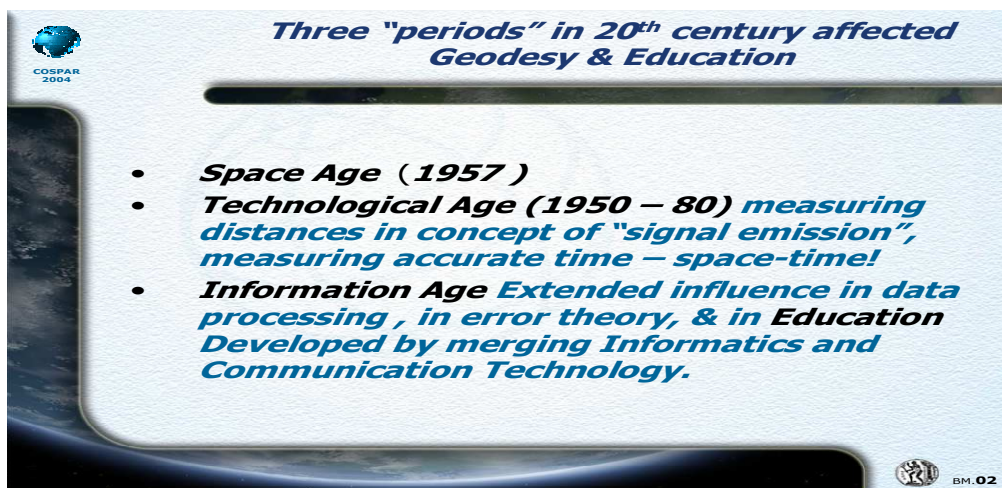 Three “periods” in 20th century affected
Geodesy & Education
COSPAR
2004
• Space Age (1957 )
• Technological Age (1950 – 80) measuring
distances in concept of “signal emission”,
measuring accurate time – space-time!
• Information Age Extended influence in data
processing , in error theory, & in Education
Developed by merging Informatics and
Communication Technology.
BM.02